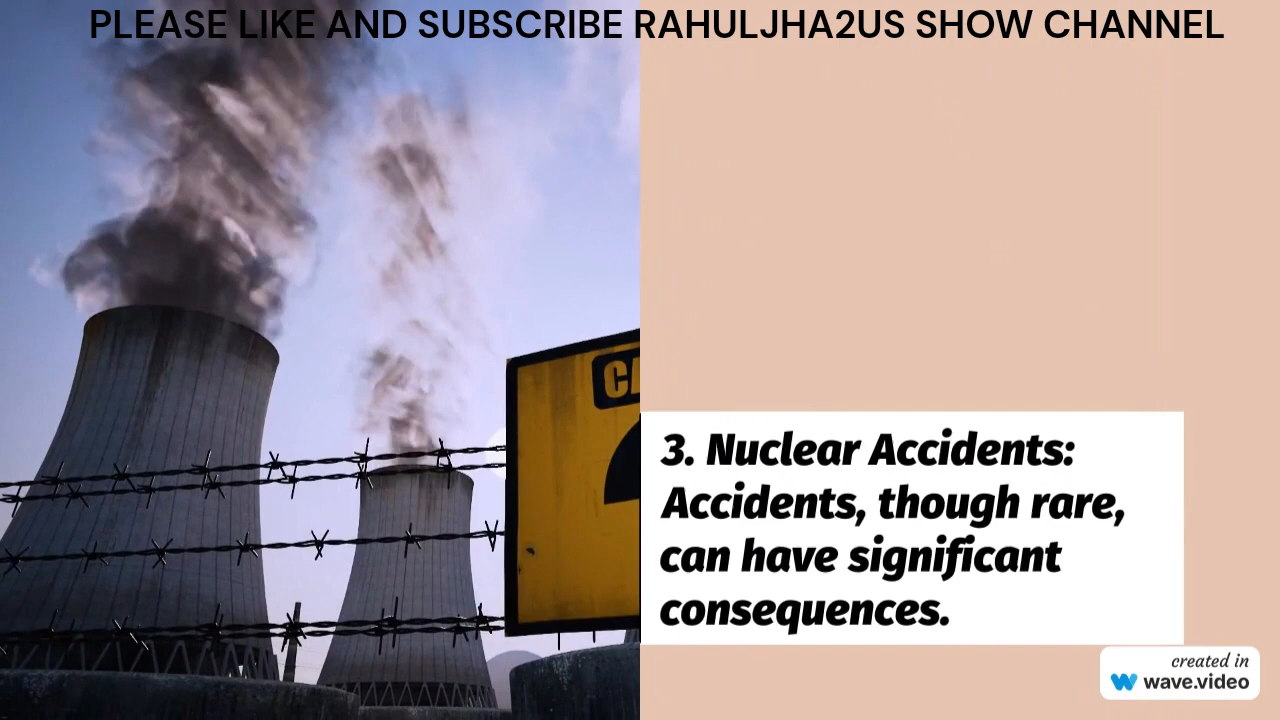 PLEASE LIKE AND SUBSCRIBE RAHULJHA2US SHOW CHANNEL
3. Nuclear Accidents:
Accidents, though rare,
can have significant
consequences.
created in
wave.video